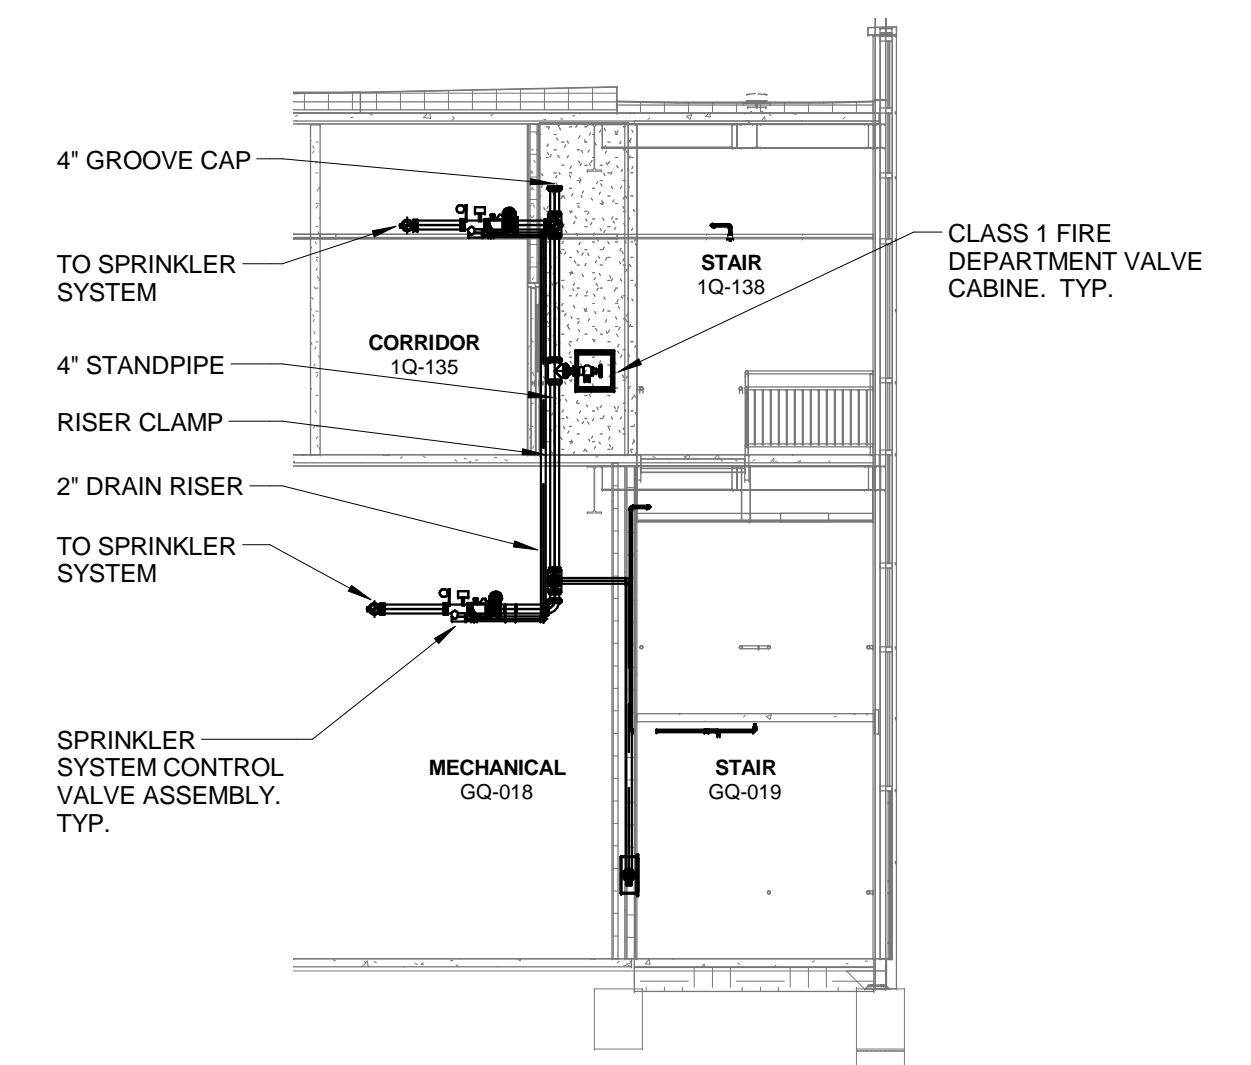 4" GROOVE CAP
TO SPRINKLER
SYSTEM
CORRIDOR
1Q-135
4" STANDPIPE
RISER CLAMP
2" DRAIN RISER
TO SPRINKLER
SYSTEM
SPRINKLER
SYSTEM CONTROL
VALVE ASSEMBLY.
TYP.
MECHANICAL
GQ-018
STAIR
1Q-138
STAIR
GQ-019
CLASS 1 FIRE
DEPARTMENT VALVE
CABINE. TYP.